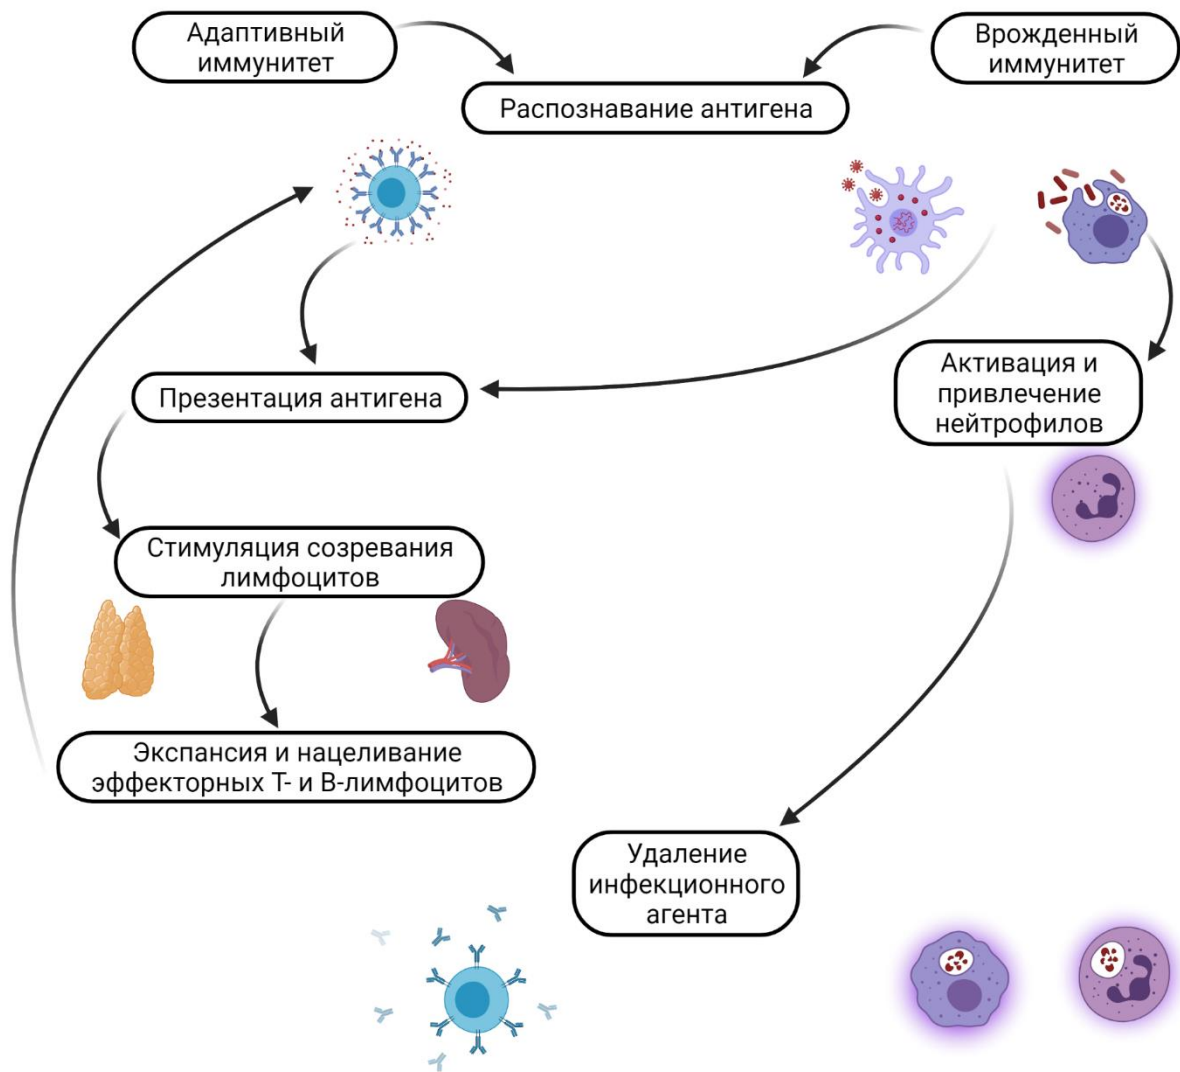 Адаптивный
иммунитет
Врожденный
иммунитет
Распознавание антигена
Презентация антигена
Активация и
привлечение
нейтрофилов
Стимуляция созревания
лимфоцитов
Экспансия и нацеливание
эффекторных Т- и В-лимфоцитов
Удаление
инфекционного
агента